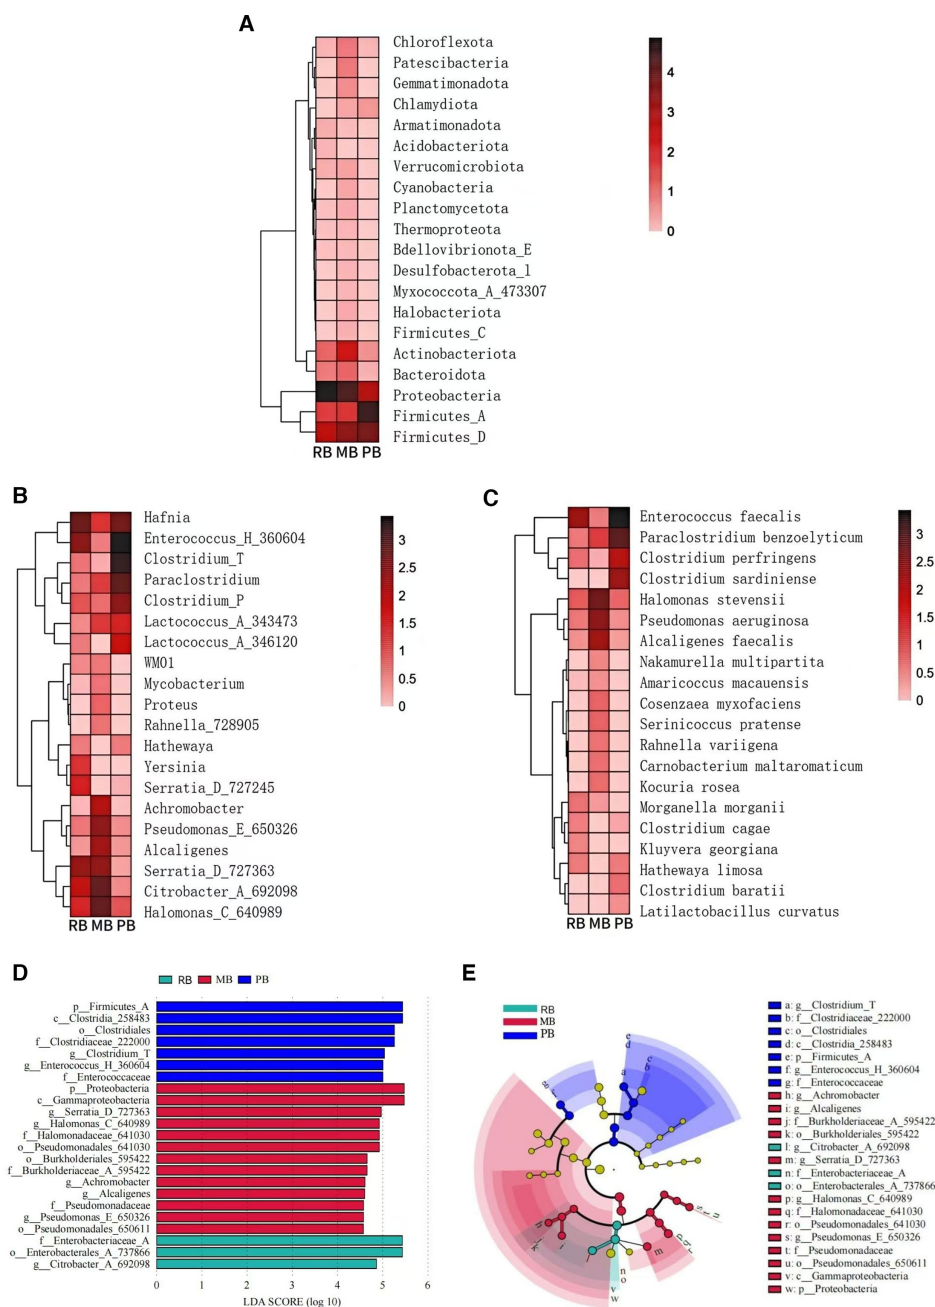 A
Chloroflexota
Patescibacteria
Gemmatimonadota
Chlamydiota
Armatimonadota
Acidobacteriota
Verrucomicrobiota
Cyanobacteria
Planctomycetota
Thermoproteota
Bdellovibrionota_E
Desulfobacterota_1
Myxococcota_A_473307
Halobacteriota
Firmicutes_C
Actinobacteriota
Bacteroidota
Proteobacteria
Firmicutes_A
Firmicutes_D
RB MB PB
4
3
2
1
0
B
Hafnia
Enterococcus_H_360604
Clostridium_T
Paraclostridium
Clostridium_P
Lactococcus_A_343473
Lactococcus_A_346120
WM01
Mycobacterium
Proteus
Rahnella_728905
Hathewaya
Yersinia
Serratia_D_727245
Achromobacter
Pseudomonas_E_650326
Alcaligenes
Serratia_D_727363
Citrobacter_A_692098
Halomonas_C_640989
RB MB PB
3
2.5
2
1.5
1
0.5
0
C
Enterococcus faecalis
Paraclostridium benzoelyticum
Clostridium perfringens
Clostridium sardiniense
Halomonas stevensii
Pseudomonas aeruginosa
Alcaligenes faecalis
Nakamurella multipartita
Amaricoccus macauensis
Cosenzaea myxofaciens
Serinicoccus pratense
Rahnella variigena
Carnobacterium maltaromaticum
Kocuria rosea
Morganella morganii
Clostridium cagae
Kluyvera georgiana
Hathewaya limosa
Clostridium baratii
Latilactobacillus curvatus
RB MB PB
3
2.5
2
1.5
1
0.5
0
D
RB MB PB
p__Firmicutes_A
c__Clostridia_258483
o__Clostridiales
f__Clostridiaceae_222000
g__Clostridium_T
g__Enterococcus_H_360604
f__Enterococcaceae
p__Proteobacteria
c__Gammaproteobacteria
g__Serratia_D_727363
g__Halomonas_C_640989
f__Halomonadaceae_641030
o__Pseudomonadales_641030
o__Burkholderiales_595422
f__Burkholderiaceae_A_595422
g__Achromobacter
g__Alcaligenes
f__Pseudomonadaceae
g__Pseudomonas_E_650326
o__Pseudomonadales_650611
f__Enterobacteriaceae_A
o__Enterobacterales_A_737866
g__Citrobacter_A_692098
0 1 2 3 4 5 6
LDA SCORE (log 10)
E
RB
MB
PB
a: g__Clostridium_T
b: f__Clostridiaceae_222000
c: o__Clostridiales
d: c__Clostridia_258483
e: p__Firmicutes_A
f: g__Enterococcus_H_360604
g: f__Enterococcaceae
h: g__Achromobacter
i: g__Alcaligenes
j: f__Burkholderiaceae_A_595422
k: o__Burkholderiales_595422
l: g__Citrobacter_A_692098
m: g__Serratia_D_727363
n: f__Enterobacteriaceae_A
o: o__Enterobacterales_A_737866
p: g__Halomonas_C_640989
q: f__Halomonadaceae_641030
r: o__Pseudomonadales_641030
s: g__Pseudomonas_E_650326
t: f__Pseudomonadaceae
u: o__Pseudomonadales_650611
v: c__Gammaproteobacteria
w: p__Proteobacteria
e
d
c
b
a
m
n
o
v
w